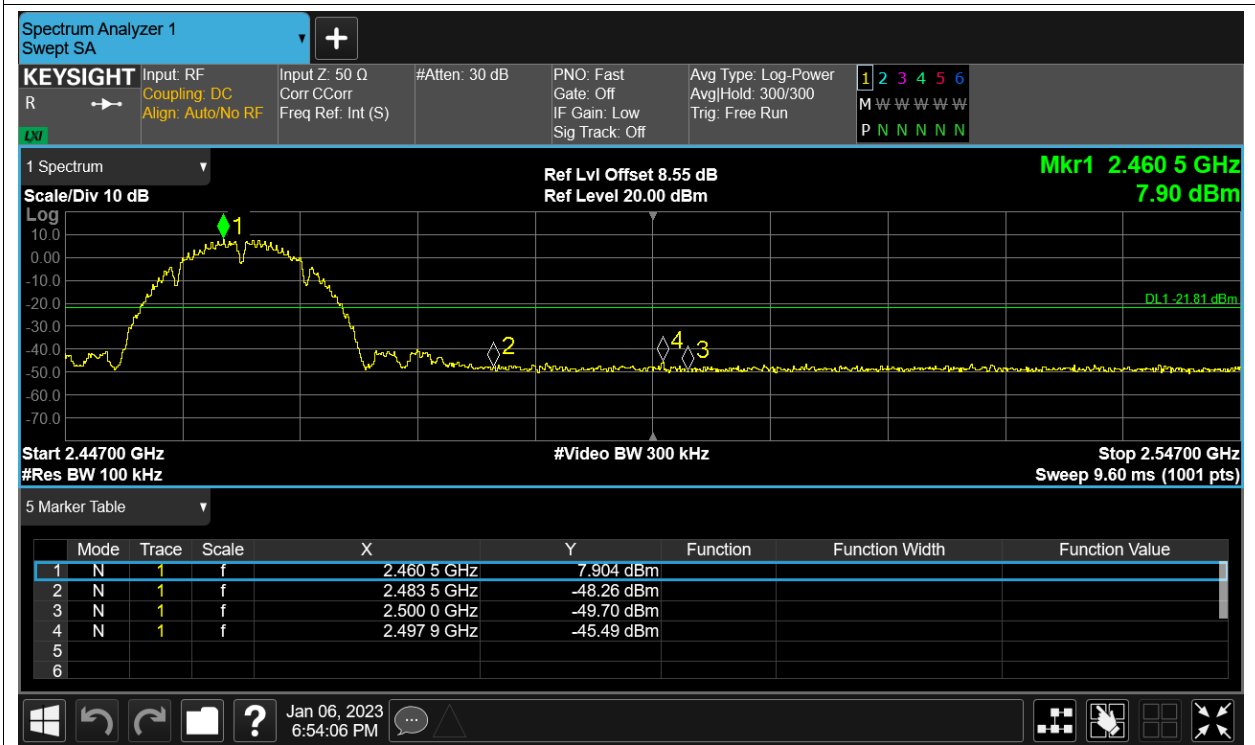 Spectrum Analyzer 1
Swept SA
KEYSIGHT Input: RF Input Z: 50 Ω #Atten: 30 dB PNO: Fast Avg Type: Log-Power 1 2 3 4 5 6
R Coupling: DC Corr CCorr Gate: Off Avg|Hold: 300/300 M W W W W W
Align: Auto/No RF Freq Ref: Int (S) IF Gain: Low Trig: Free Run
LXI Sig Track: Off P N N N N N
1 Spectrum Ref Lvl Offset 8.55 dB Mkr1 2.460 5 GHz
Scale/Div 10 dB Ref Level 20.00 dBm 7.90 dBm
Log
1
10.0
0.00
-10.0
-20.0
DL1 -21.81 dBm
-30.0
-40.0
2 4 3
-50.0
-60.0
-70.0
Start 2.44700 GHz #Video BW 300 kHz Stop 2.54700 GHz
#Res BW 100 kHz Sweep 9.60 ms (1001 pts)
5 Marker Table
Mode Trace Scale X Y Function Function Width Function Value
1 N 1 f 2.460 5 GHz 7.904 dBm
2 N 1 f 2.483 5 GHz -48.26 dBm
3 N 1 f 2.500 0 GHz -49.70 dBm
4 N 1 f 2.497 9 GHz -45.49 dBm
5
6
? Jan 06, 2023
6:54:06 PM